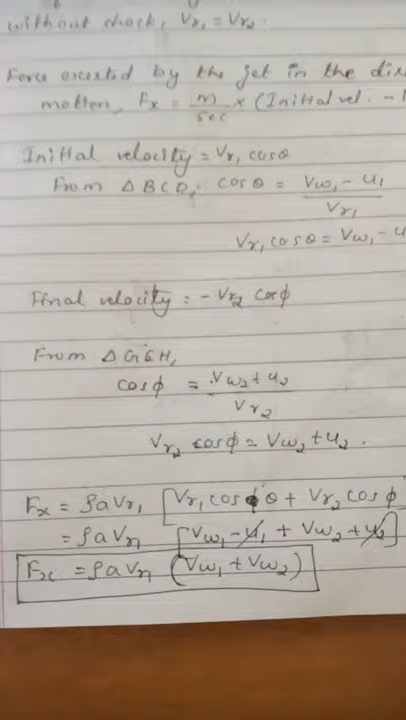 without shock, Vr₁ = Vr₂.
Force exerted by the jet in the
motion, Fx = m/sec × (Initial vel. -
Initial velocity = Vr₁ cosθ
From ΔBCD, cosθ = (Vw₁ - u₁)/Vr₁
Vr₁ cosθ = Vw₁ - u
Final velocity = - Vr₂ cosφ
From ΔGEH,
cosφ = (Vw₂ + u₂)/Vr₂
Vr₂ cosφ = Vw₂ + u₂.
Fx = ρaVr₁ [Vr₁ cosθ + Vr₂ cosφ
= ρaVr₁ [Vw₁ - u₁ + Vw₂ + u₂]
Fx = ρaVr₁ (Vw₁ + Vw₂)